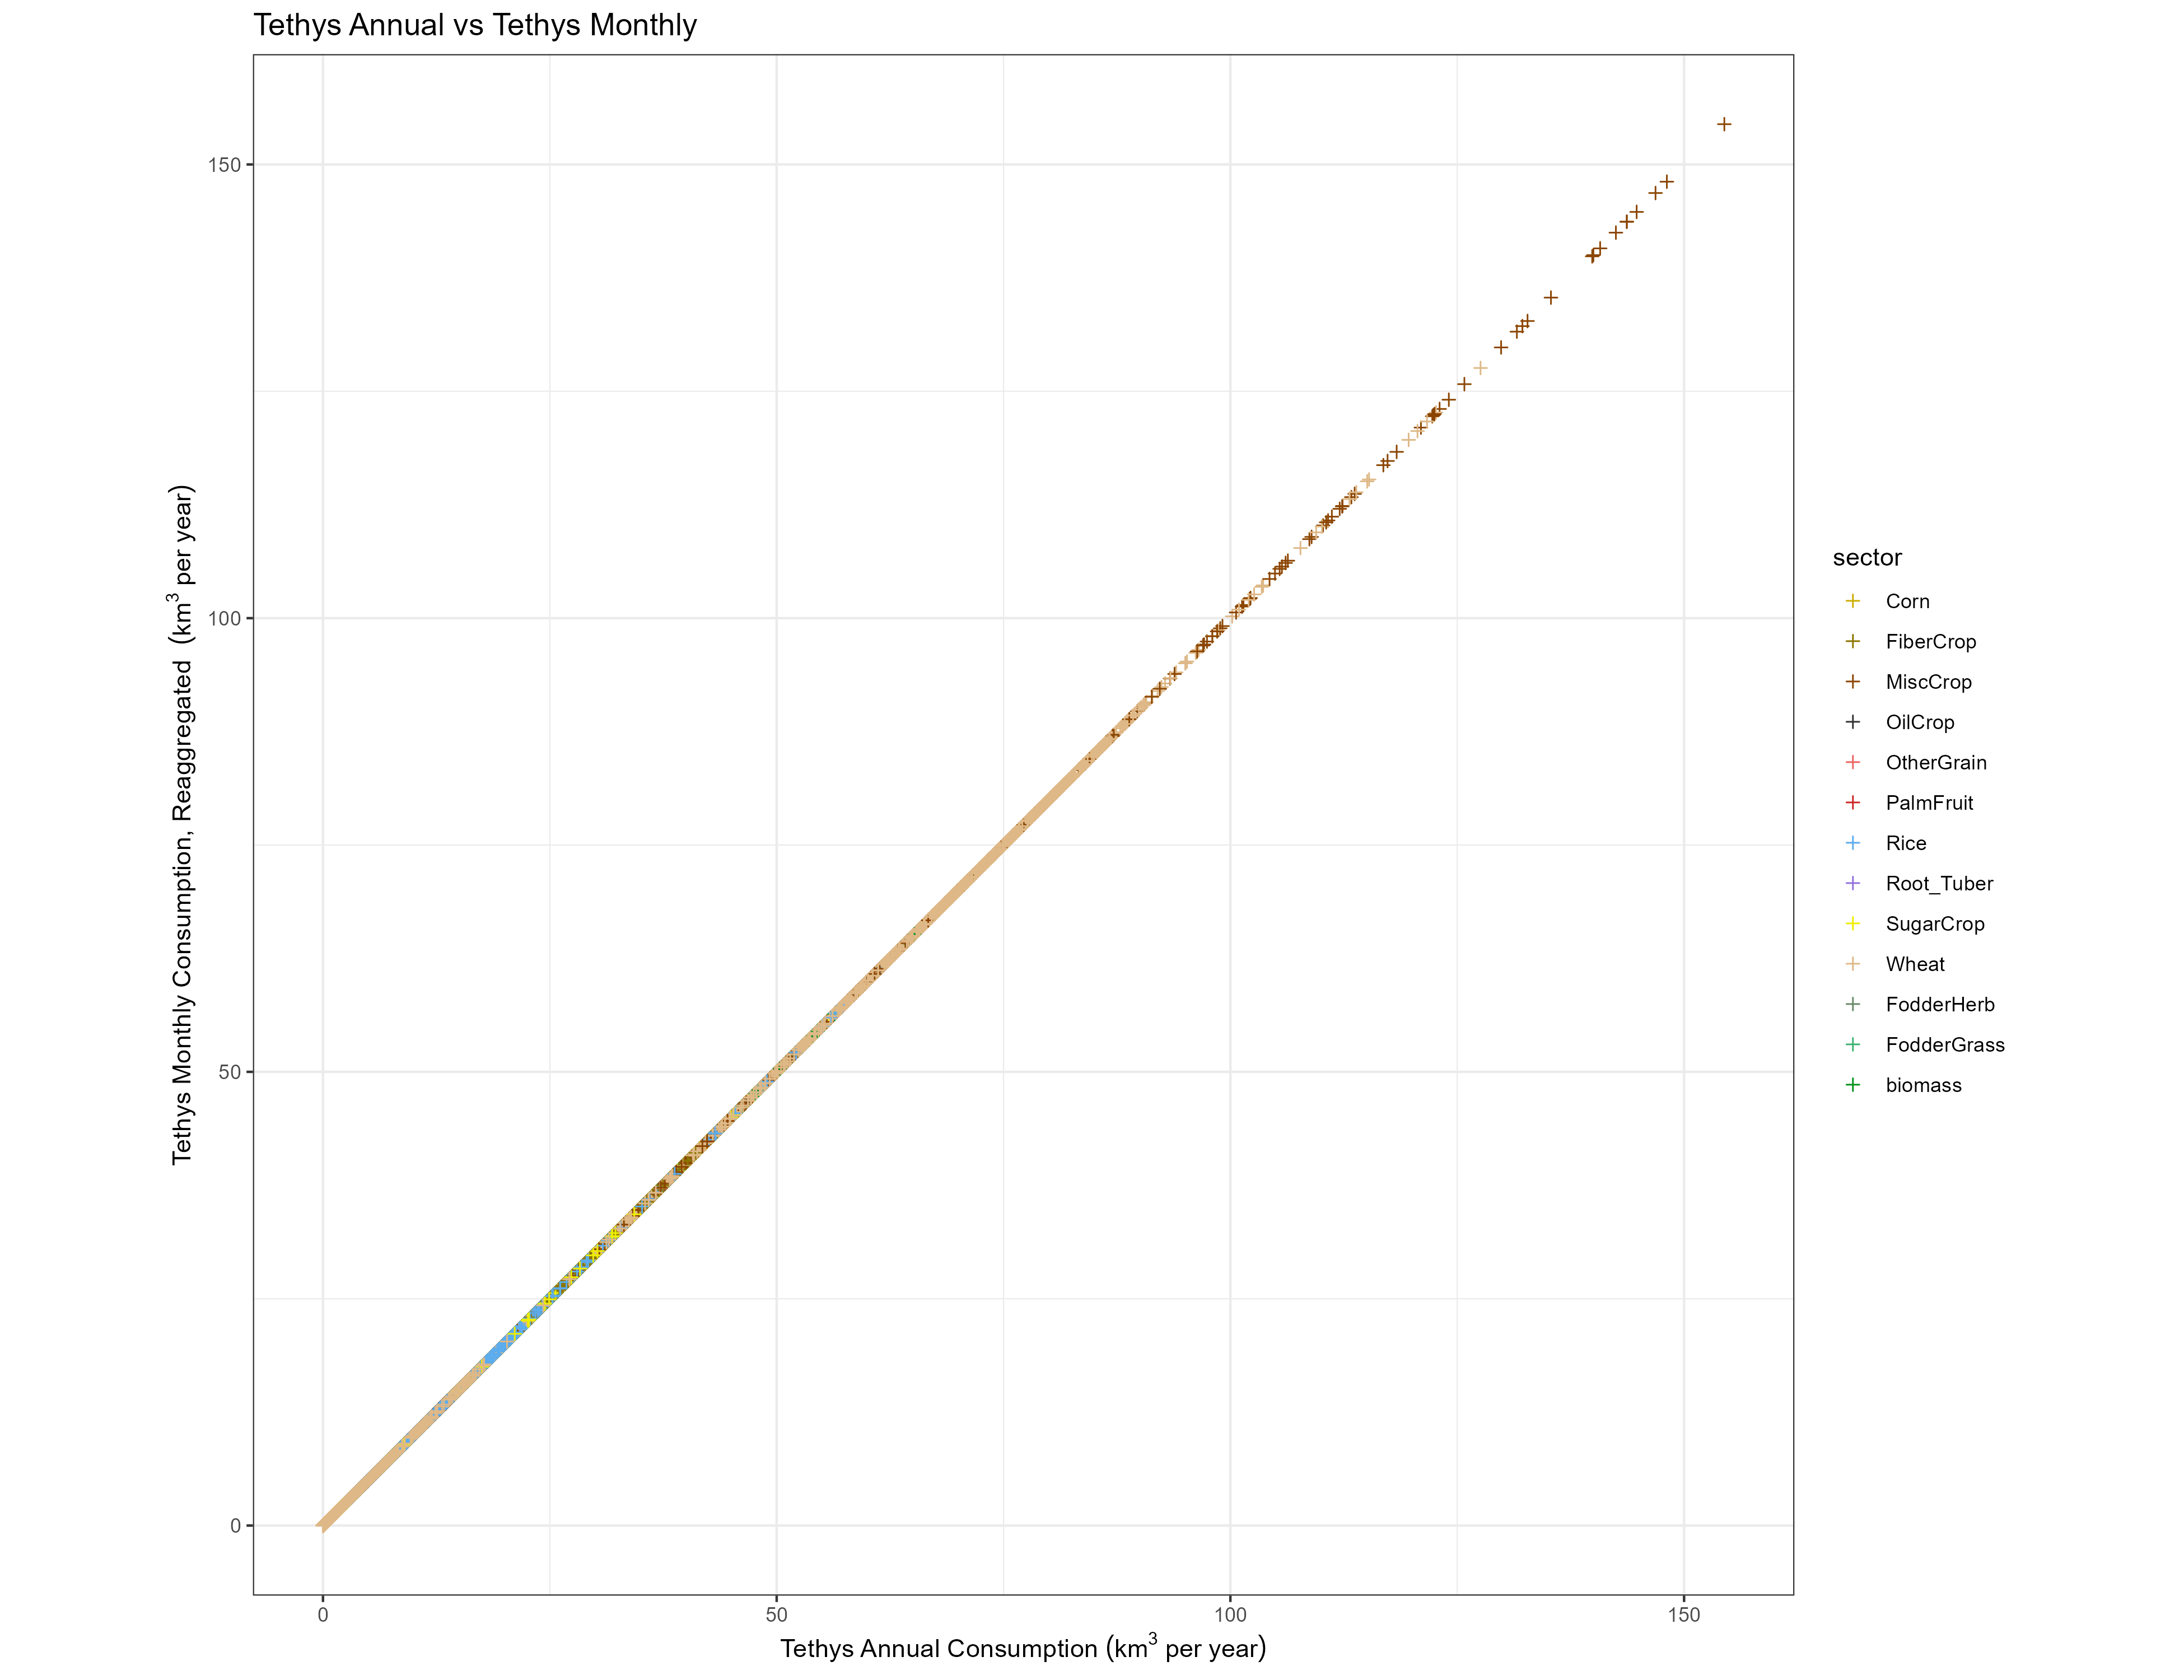 Tethys Annual vs Tethys Monthly
Tethys Monthly Consumption, Reaggregated (km³ per year)
150
100
50
0
0 50 100 150
Tethys Annual Consumption (km³ per year)
sector
Corn
FiberCrop
MiscCrop
OilCrop
OtherGrain
PalmFruit
Rice
Root_Tuber
SugarCrop
Wheat
FodderHerb
FodderGrass
biomass